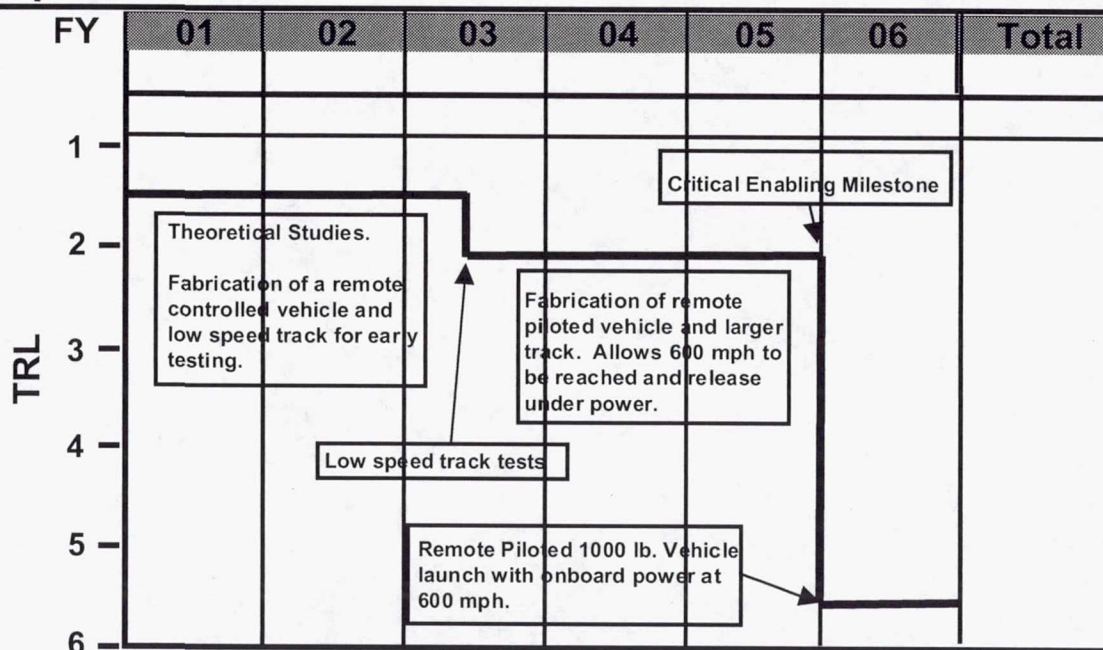 FY 01 02 03 04 05 06 Total
TRL
1
2
3
4
5
6
Critical Enabling Milestone
Theoretical Studies.
Fabrication of a remote
controlled vehicle and
low speed track for early
testing.
Fabrication of remote
piloted vehicle and larger
track. Allows 600 mph to
be reached and release
under power.
Low speed track tests
Remote Piloted 1000 lb. Vehicle
launch with onboard power at
600 mph.